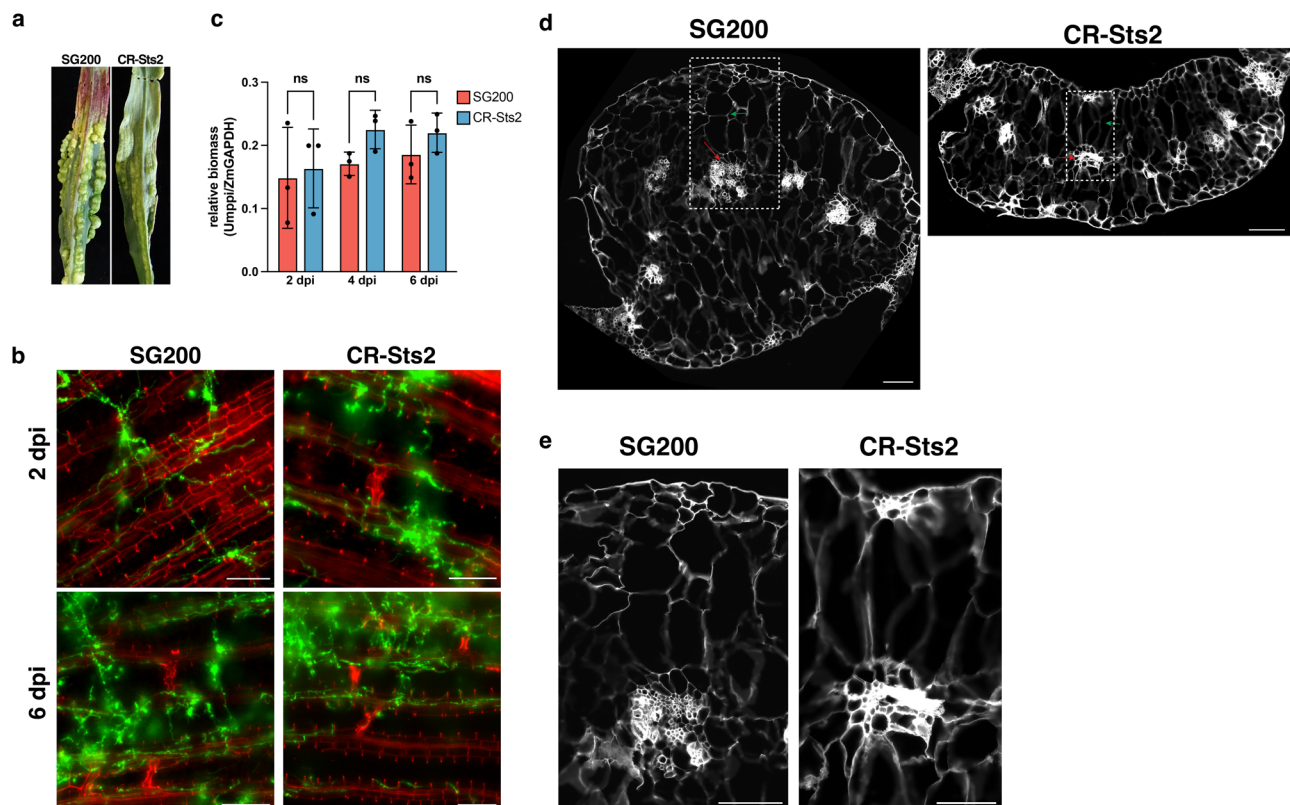 a
SG200 CR-Sts2
c
ns ns ns
SG200
CR-Sts2
relative biomass
(Umppi/ZmGAPDH)
0.3
0.2
0.1
0.0
2 dpi 4 dpi 6 dpi
b
SG200 CR-Sts2
2 dpi
6 dpi
d
SG200 CR-Sts2
e
SG200 CR-Sts2